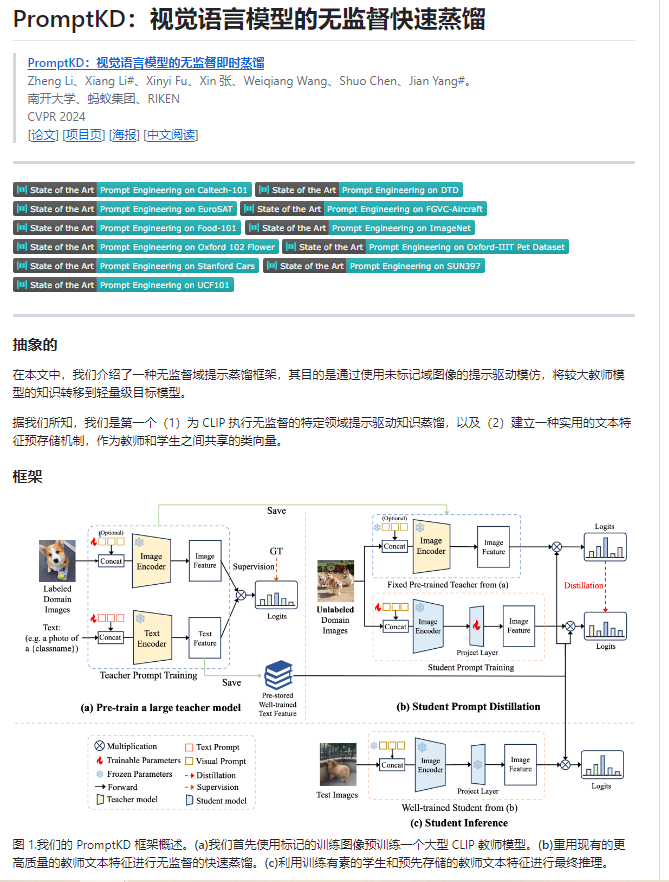 PromptKD：视觉语言模型的无监督快速蒸馏
PromptKD：视觉语言模型的无监督即时蒸馏
Zheng Li、Xiang Li#、Xinyi Fu、Xin 张、Weiqiang Wang、Shuo Chen、Jian Yang#。
南开大学、蚂蚁集团、RIKEN
CVPR 2024
[论文] [项目页] [海报] [中文阅读]
State of the Art Prompt Engineering on Caltech-101 State of the Art Prompt Engineering on DTD
State of the Art Prompt Engineering on EuroSAT State of the Art Prompt Engineering on FGVC-Aircraft
State of the Art Prompt Engineering on Food-101 State of the Art Prompt Engineering on ImageNet
State of the Art Prompt Engineering on Oxford 102 Flower State of the Art Prompt Engineering on Oxford-IIIT Pet Dataset
State of the Art Prompt Engineering on Stanford Cars State of the Art Prompt Engineering on SUN397
State of the Art Prompt Engineering on UCF101
抽象的
在本文中，我们介绍了一种无监督域提示蒸馏框架，其目的是通过使用未标记域图像的提示驱动模仿，将较大教师模
型的知识转移到轻量级目标模型。
据我们所知，我们是第一个（1）为 CLIP 执行无监督的特定领域提示驱动知识蒸馏，以及（2）建立一种实用的文本特
征预存储机制，作为教师和学生之间共享的类向量。
框架
Save
(Optional)
Concat
Image
Encoder
Image
Feature
GT
Supervision
Logits
Labeled
Domain
Images
Text:
(e.g. a photo of
a {classname})
Concat
Text
Encoder
Text
Feature
Teacher Prompt Training
Save
Pre-stored
Well-trained
Text Feature
(a) Pre-train a large teacher model
(Optional)
Concat
Image
Encoder
Image
Feature
Fixed Pre-trained Teacher from (a)
Logits
Distillation
Unlabeled
Domain
Images
Concat
Image
Encoder
Project Layer
Image
Feature
Logits
Student Prompt Training
(b) Student Prompt Distillation
Multiplication
Text Prompt
Trainable Parameters
Visual Prompt
Frozen Parameters
Distillation
Forward
Supervision
Teacher model
Student model
Test Images
Concat
Image
Encoder
Project Layer
Image
Feature
Logits
Well-trained Student from (b)
(c) Student Inference
图 1.我们的 PromptKD 框架概述。(a)我们首先使用标记的训练图像预训练一个大型 CLIP 教师模型。(b)重用现有的更
高质量的教师文本特征进行无监督的快速蒸馏。(c)利用训练有素的学生和预先存储的教师文本特征进行最终推理。